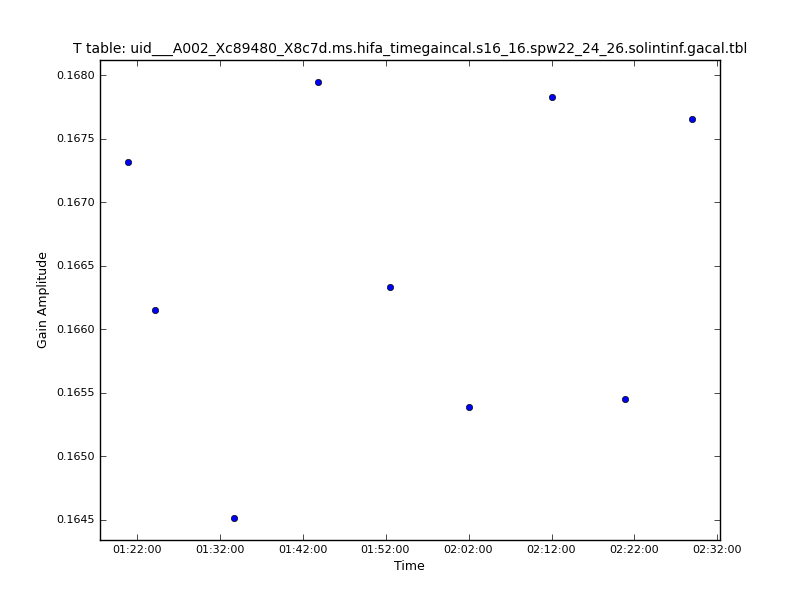 T table: uid___A002_Xc89480_X8c7d.ms.hifa_timegaincal.s16_16.spw22_24_26.solintinf.gacal.tbl
0.1680
0.1675
0.1670
0.1665
0.1660
0.1655
0.1650
0.1645
Gain Amplitude
01:22:00 01:32:00 01:42:00 01:52:00 02:02:00 02:12:00 02:22:00 02:32:00
Time